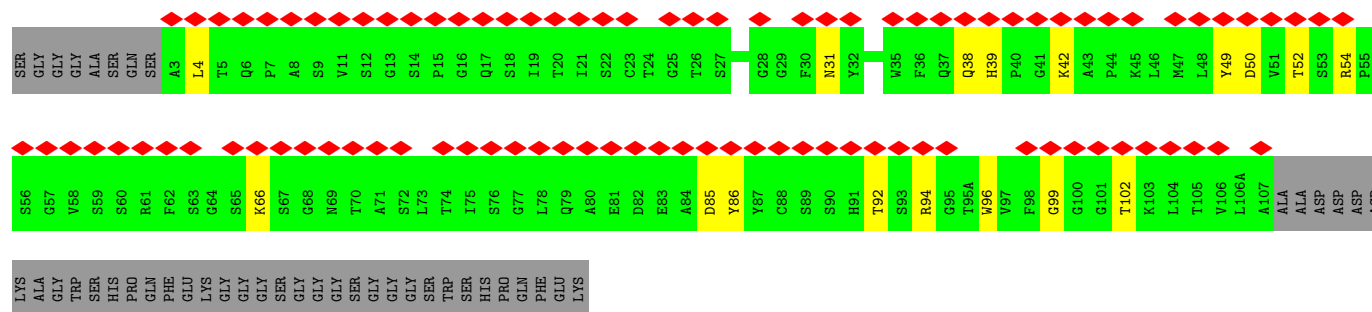 SER GLY GLY GLY ALA SER GLN SER A3 L4 T5 Q6 P7 A8 S9 V11 S12 G13 S14 P15 G16 Q17 S18 I19 T20 I21 S22 C23 T24 G25 T26 S27 G28 G29 F30 N31 Y32 W35 F36 Q37 Q38 H39 P40 G41 K42 A43 P44 K45 L46 M47 L48 Y49 D50 V51 T52 S53 R54 P55
S56 G57 V58 S59 S60 R61 F62 S63 G64 S65 K66 S67 G68 N69 T70 A71 S72 L73 T74 I75 S76 G77 L78 Q79 A80 E81 D82 E83 A84 D85 Y86 Y87 C88 S89 S90 H91 T92 S93 R94 G95 T95A W96 V97 F98 G99 G100 G101 T102 K103 L104 T105 V106 L106A A107 ALA ALA ASP ASP ASP
LYS ALA GLY TRP SER HIS PRO GLN PHE GLU LYS GLY GLY GLY SER GLY GLY GLY SER GLY GLY GLY SER TRP SER HIS PRO GLN PHE GLU LYS